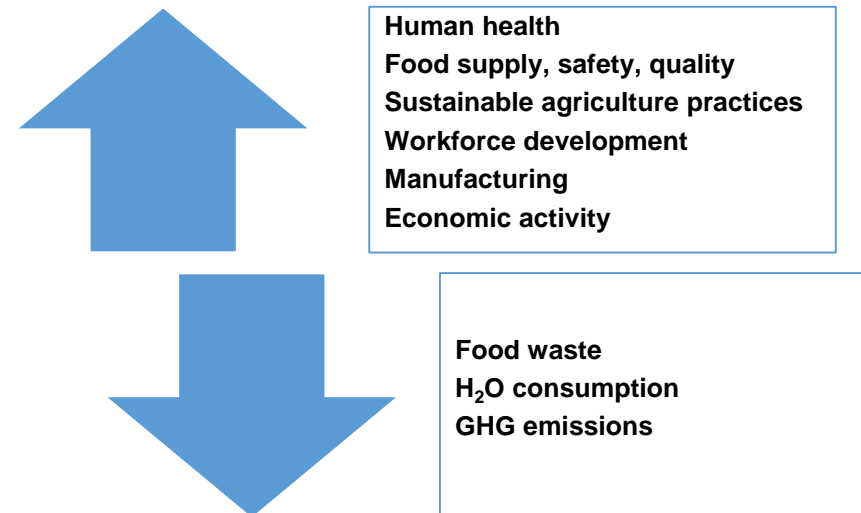 Human health
Food supply, safety, quality
Sustainable agriculture practices
Workforce development
Manufacturing
Economic activity
Food waste
H₂O consumption
GHG emissions